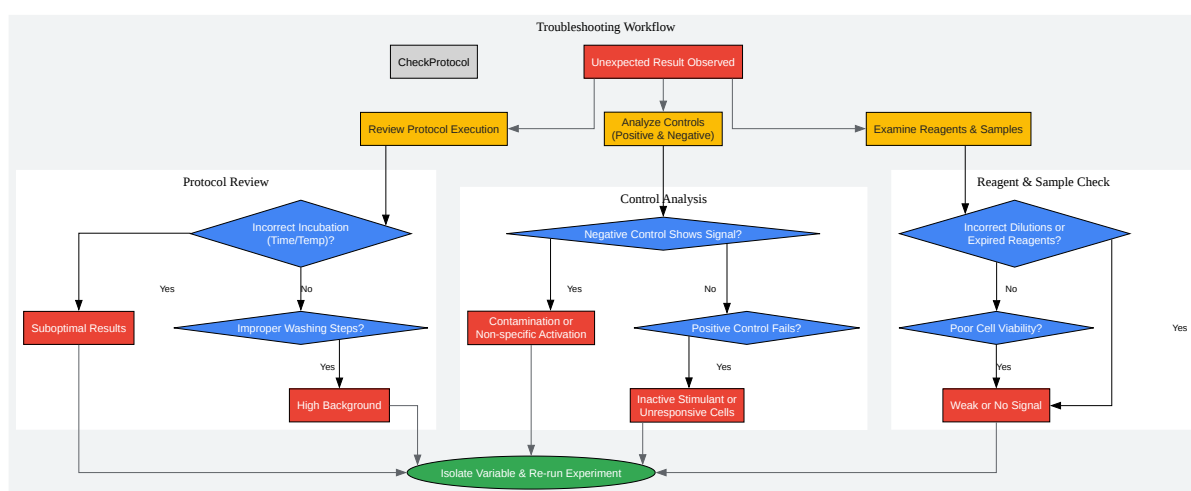 Troubleshooting Workflow
CheckProtocol
Unexpected Result Observed
Review Protocol Execution
Analyze Controls
(Positive & Negative)
Examine Reagents & Samples
Protocol Review
Control Analysis
Reagent & Sample Check
Incorrect Incubation
(Time/Temp)?
Negative Control Shows Signal?
Incorrect Dilutions or
Expired Reagents?
Yes
No
Yes
No
No
Suboptimal Results
Improper Washing Steps?
Contamination or
Non-specific Activation
Positive Control Fails?
Poor Cell Viability?
Yes
Yes
Yes
Yes
High Background
Inactive Stimulant or
Unresponsive Cells
Weak or No Signal
Isolate Variable & Re-run Experiment